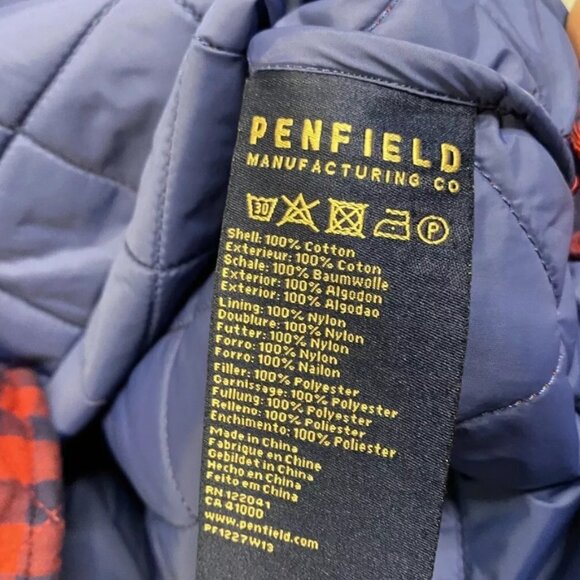 PENFIELD
MANUFACTURING CO
30 P
Shell: 100% Cotton
Exterieur: 100% Coton
Schale: 100% Baumwolle
Exterior: 100% Algodon
Exterior: 100% Algodao
Lining: 100% Nylon
Doublure: 100% Nylon
Futter: 100% Nylon
Forro: 100% Nylon
Forro: 100% Nailon
Filler: 100% Polyester
Garnissage: 100% Polyester
Fullung: 100% Polyester
Relleno: 100% Poliester
Enchimento: 100% Poliester
Made in China
Fabrique en China
Gebildet in China
Hecho en China
Feito em China
RN 122041
CA 41000
www.penfield.com
PF1227W13